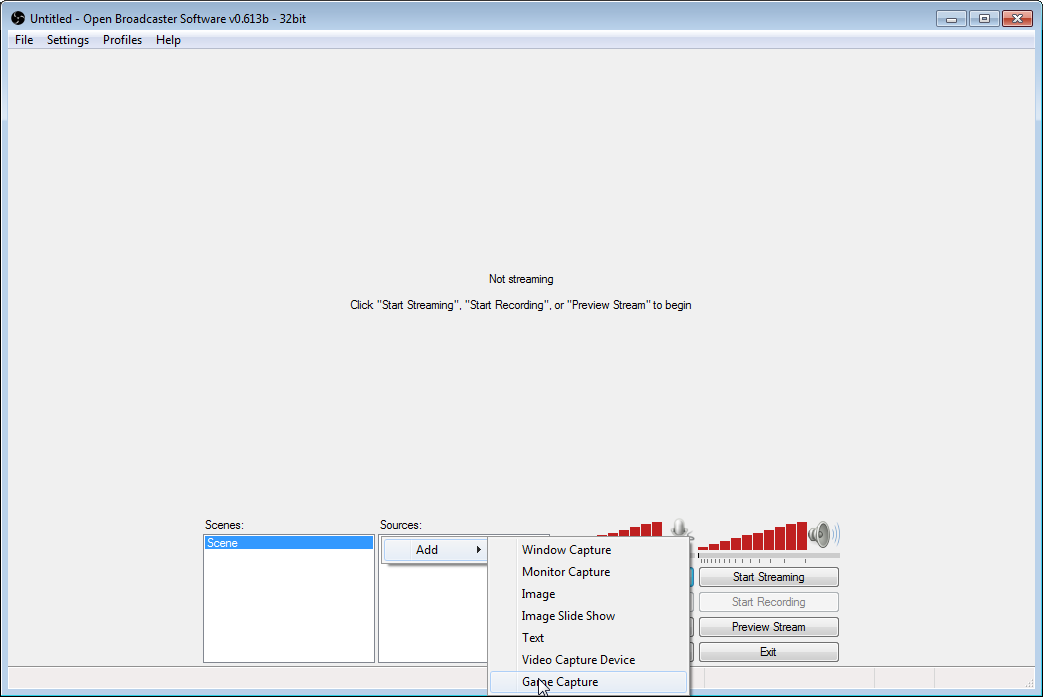 Untitled - Open Broadcaster Software v0.613b - 32bit
File Settings Profiles Help
Not streaming
Click "Start Streaming", "Start Recording", or "Preview Stream" to begin
Scenes:
Sources:
Scene
Add
Window Capture
Monitor Capture
Image
Image Slide Show
Text
Video Capture Device
Game Capture
Start Streaming
Start Recording
Preview Stream
Exit